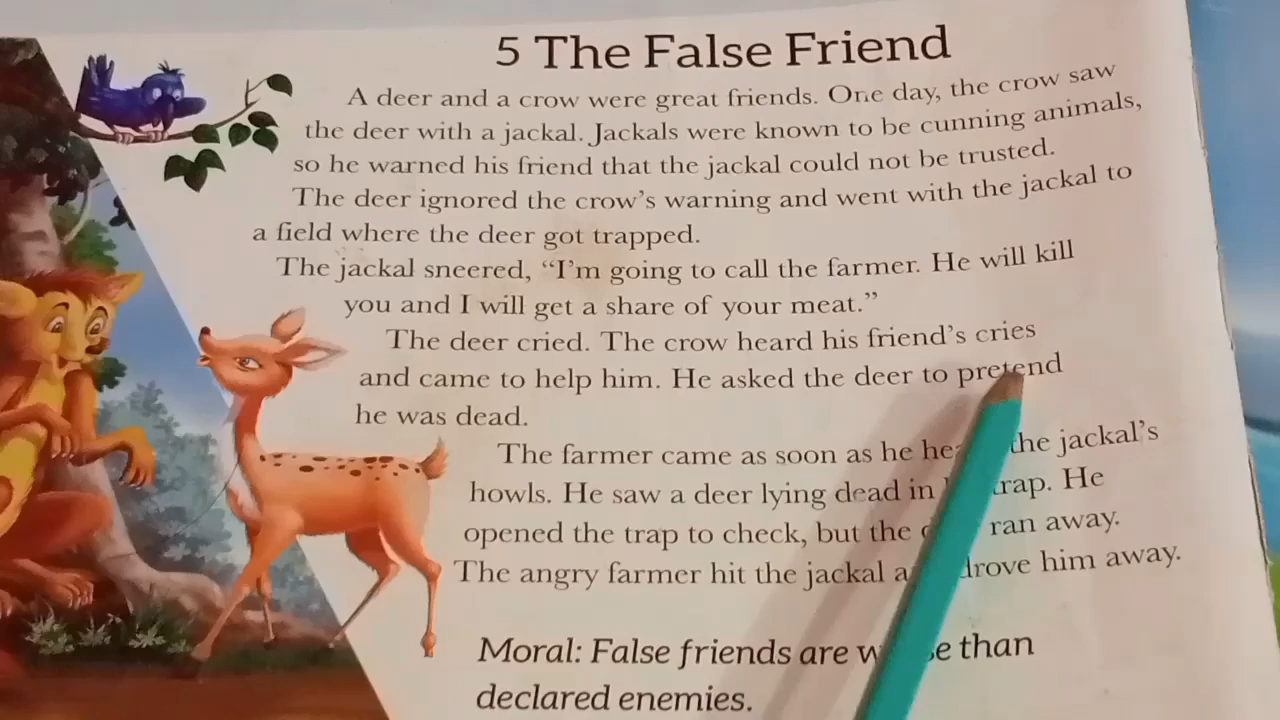 5 The False Friend
A deer and a crow were great friends. One day, the crow saw
the deer with a jackal. Jackals were known to be cunning animals,
so he warned his friend that the jackal could not be trusted.
The deer ignored the crow's warning and went with the jackal to
a field where the deer got trapped.
The jackal sneered, “I'm going to call the farmer. He will kill
you and I will get a share of your meat.”
The deer cried. The crow heard his friend's cries
and came to help him. He asked the deer to pretend
he was dead.
The farmer came as soon as he the jackal's
howls. He saw a deer lying dead in trap. He
opened the trap to check, but the ran away.
The angry farmer hit the jackal drove him away.
Moral: False friends are than
declared enemies.